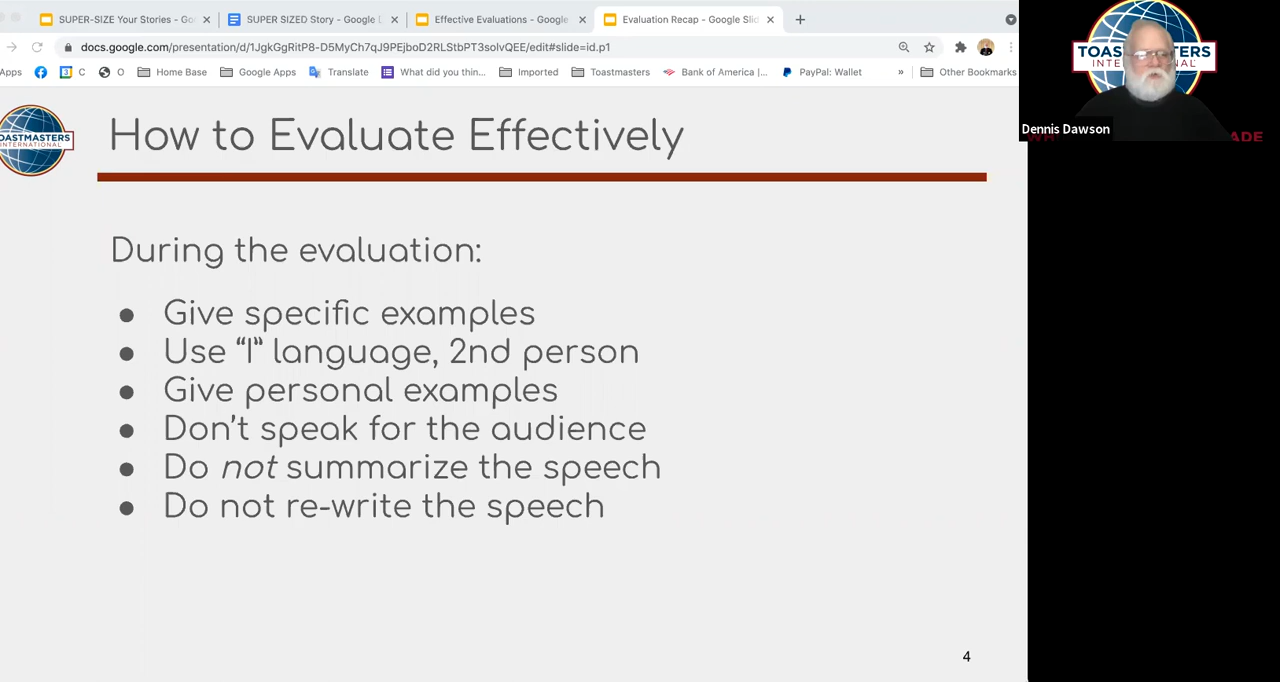 SUPER-SIZE Your Stories - Go
SUPER SIZED Story - Google
Effective Evaluations - Google
Evaluation Recap - Google Slid
docs.google.com/presentation/d/1JgkGgRitP8-D5MyCh7qJ9PEjboD2RLStbPT3solvQEE/edit#slide=id.p1
Apps
C
O
Home Base
Google Apps
Translate
What did you thin...
Imported
Toastmasters
Bank of America |...
PayPal: Wallet
»
Other Bookmarks
TOASTMASTERS
Dennis Dawson
ADE
OASTMASTERS
INTERNATIONAL
How to Evaluate Effectively
During the evaluation:
● Give specific examples
● Use “I” language, 2nd person
● Give personal examples
● Don’t speak for the audience
● Do not summarize the speech
● Do not re-write the speech
4